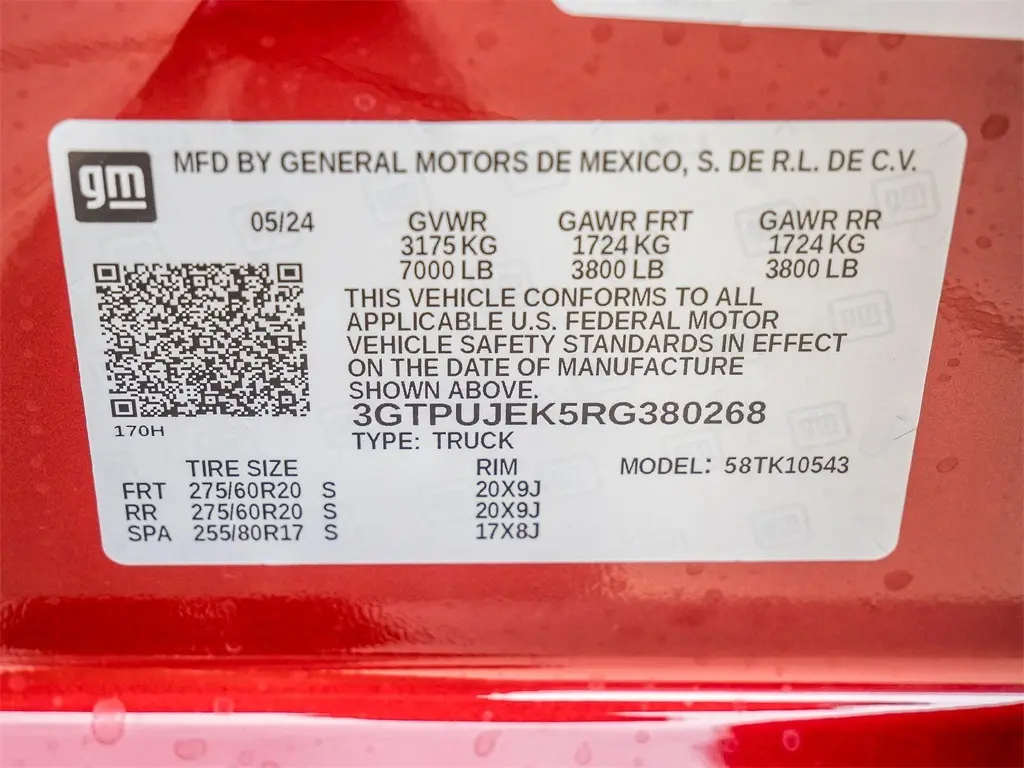 gm
MFD BY GENERAL MOTORS DE MEXICO, S. DE R.L. DE C.V.
05/24 GVWR GAWR FRT GAWR RR
3175 KG 1724 KG 1724 KG
7000 LB 3800 LB 3800 LB
THIS VEHICLE CONFORMS TO ALL
APPLICABLE U.S. FEDERAL MOTOR
VEHICLE SAFETY STANDARDS IN EFFECT
ON THE DATE OF MANUFACTURE
SHOWN ABOVE.
3GTPUJEK5RG380268
170H
TYPE: TRUCK
TIRE SIZE RIM MODEL: 58TK10543
FRT 275/60R20 S 20X9J
RR 275/60R20 S 20X9J
SPA 255/80R17 S 17X8J